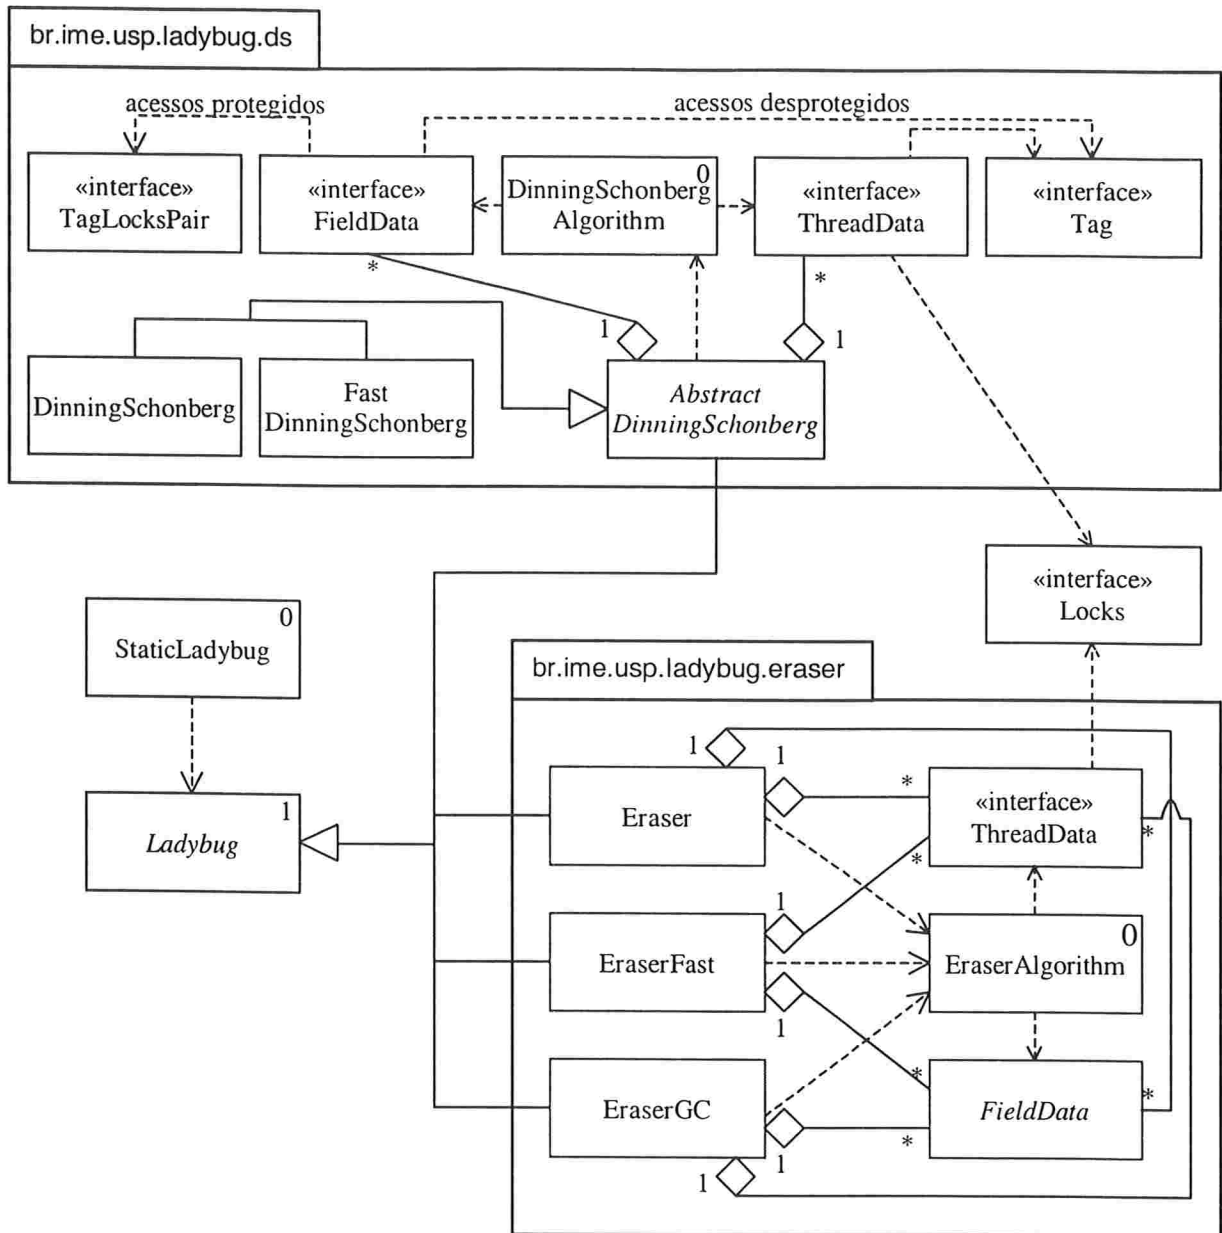 br.ime.usp.ladybug.ds
acessos protegidos
acessos desprotegidos
«interface»
TagLocksPair
«interface»
FieldData
*
0
DinningSchonberg
Algorithm
«interface»
ThreadData
*
«interface»
Tag
1
1
DinningSchonberg
Fast
DinningSchonberg
Abstract
DinningSchonberg
«interface»
Locks
0
StaticLadybug
1
Ladybug
br.ime.usp.ladybug.eraser
1
1
*
Eraser
«interface»
ThreadData
*
*
1
EraserFast
0
EraserAlgorithm
1
*
EraserGC
FieldData
*
1
*
1